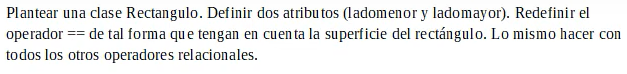 Plantear una clase Rectangulo. Definir dos atributos (ladomenor y ladomayor). Redefinir el
operador == de tal forma que tengan en cuenta la superficie del rectángulo. Lo mismo hacer con
todos los otros operadores relacionales.